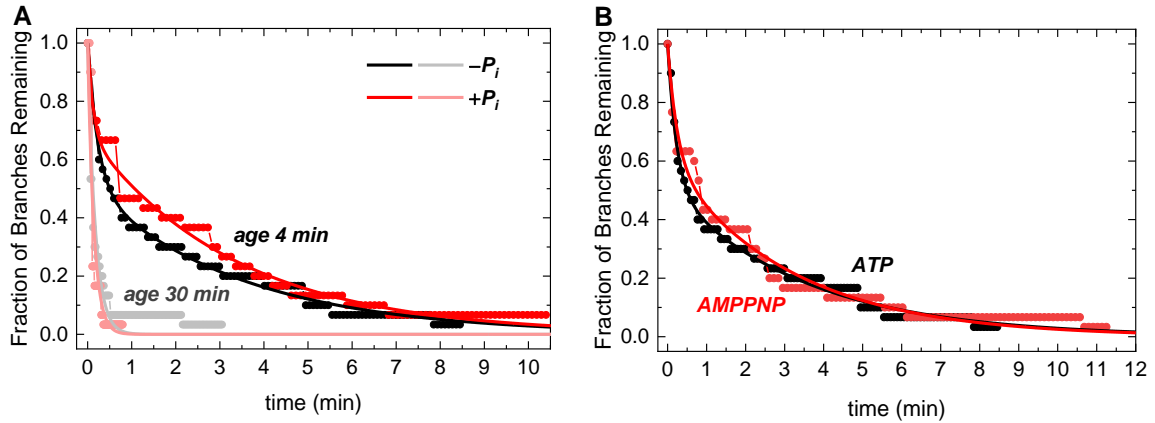 A
Fraction of Branches Remaining
1.0
0.8
0.6
0.4
0.2
0.0
−Pi
+Pi
age 4 min
age 30 min
0 1 2 3 4 5 6 7 8 9 10
time (min)
B
Fraction of Branches Remaining
1.0
0.8
0.6
0.4
0.2
0.0
ATP
AMPPNP
0 1 2 3 4 5 6 7 8 9 10 11 12
time (min)